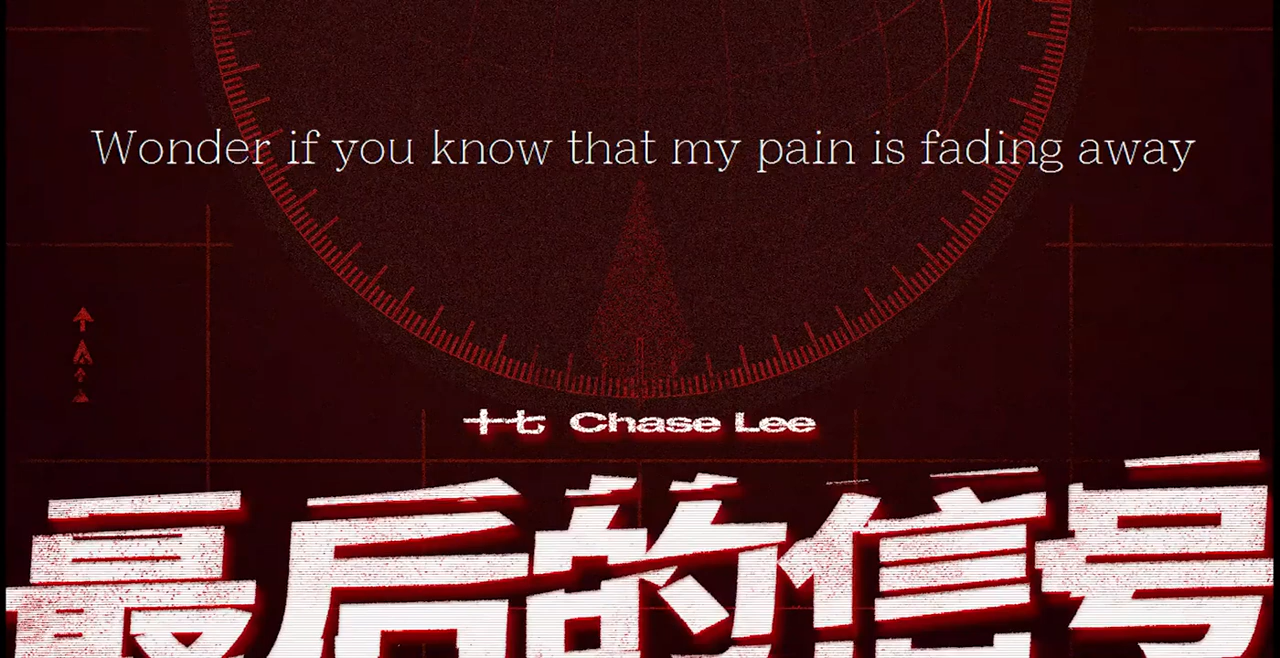 Wonder if you know that my pain is fading away
十七 Chase Lee
最后的信号